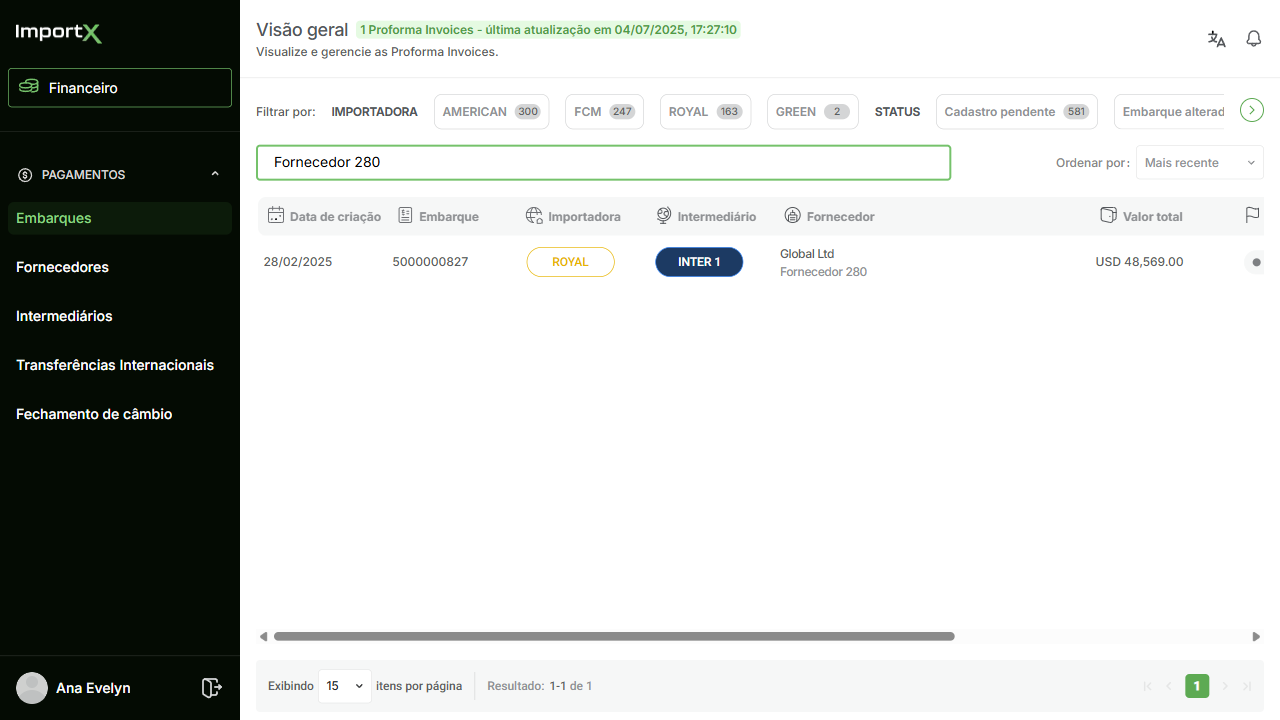 ImportX
Financeiro
PAGAMENTOS
Embarques
Fornecedores
Intermediários
Transferências Internacionais
Fechamento de câmbio
Ana Evelyn
Visão geral 1 Proforma Invoices - última atualização em 04/07/2025, 17:27:10
Visualize e gerencie as Proforma Invoices.
Filtrar por: IMPORTADORA AMERICAN 300 FCM 247 ROYAL 163 GREEN 2 STATUS Cadastro pendente 581 Embarque alterad
Fornecedor 280
Ordenar por: Mais recente
Data de criação Embarque Importadora Intermediário Fornecedor Valor total
28/02/2025 5000000827 ROYAL INTER 1 Global Ltd USD 48,569.00
Fornecedor 280
Exibindo 15 itens por página Resultado: 1-1 de 1 1